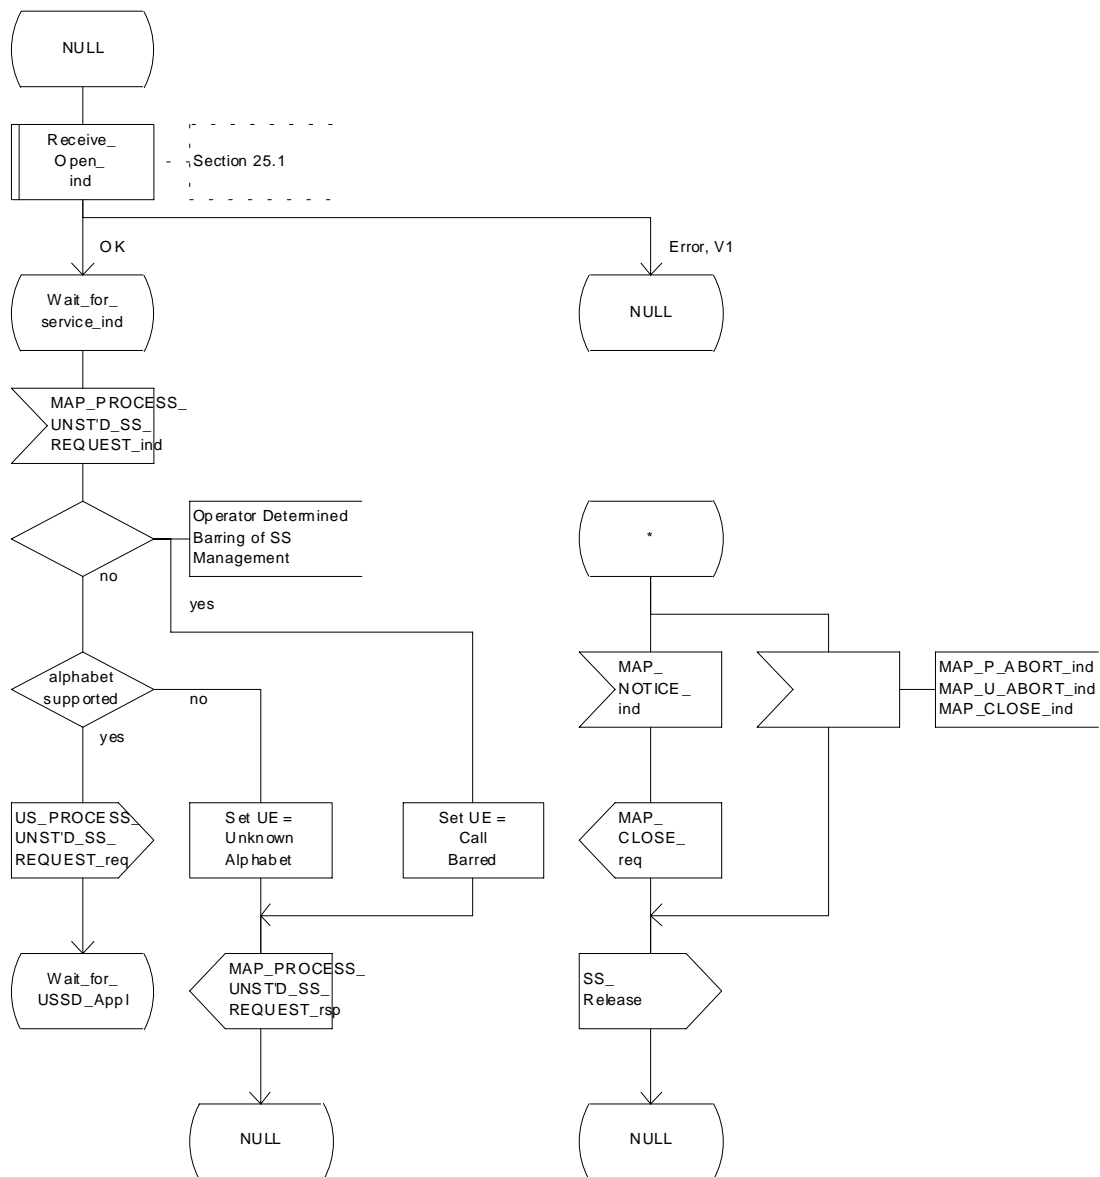 NULL
Receive_
Open_
ind
Section 25.1
OK
Error, V1
Wait_for_
service_ind
NULL
MAP_PROCESS_
UNST'D_SS_
REQUEST_ind
Operator Determined
Barring of SS
Management
*
no
yes
alphabet
supported
no
yes
MAP_
NOTICE_
ind
MAP_P_ABORT_ind
MAP_U_ABORT_ind
MAP_CLOSE_ind
US_PROCESS_
UNST'D_SS_
REQUEST_req
Set UE =
Unknown
Alphabet
Set UE =
Call
Barred
MAP_
CLOSE_
req
Wait_for_
USSD_Appl
MAP_PROCESS_
UNST'D_SS_
REQUEST_rsp
SS_
Release
NULL
NULL